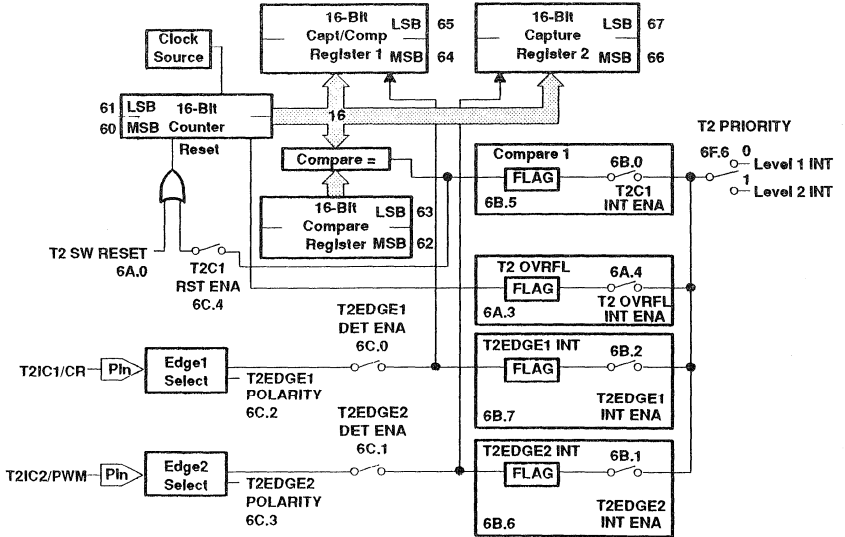 16-Bit
Capt/Comp
Register 1
LSB 65
MSB 64
16-Bit
Capture
Register 2
LSB 67
MSB 66
Clock
Source
61 LSB
60 MSB
16-Bit
Counter
Reset
16
Compare =
16-Bit
Compare
Register
LSB 63
MSB 62
T2 SW RESET
6A.0
T2C1
RST ENA
6C.4
Compare 1
FLAG
6B.5
6B.0
T2C1
INT ENA
T2 PRIORITY
6F.6
0
Level 1 INT
1
Level 2 INT
T2 OVRFL
FLAG
6A.3
6A.4
T2 OVRFL
INT ENA
T2EDGE1
DET ENA
6C.0
T2IC1/CR
Pin
Edge1
Select
T2EDGE1
POLARITY
6C.2
T2EDGE1 INT
FLAG
6B.7
6B.2
T2EDGE1
INT ENA
T2EDGE2
DET ENA
6C.1
T2IC2/PWM
Pin
Edge2
Select
T2EDGE2
POLARITY
6C.3
T2EDGE2 INT
FLAG
6B.6
6B.1
T2EDGE2
INT ENA